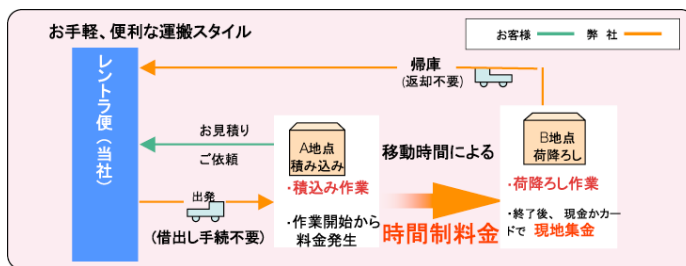 お手軽、便利な運搬スタイル
お客様
弊 社
レントラ便（当社）
帰庫
(返却不要)
お見積り
ご依頼
A地点
積み込み
移動時間による
B地点
荷降ろし
・積込み作業
・荷降ろし作業
出発
(借出し手続不要)
・作業開始から
料金発生
時間制料金
・終了後、現金かカー
ドで 現地集金